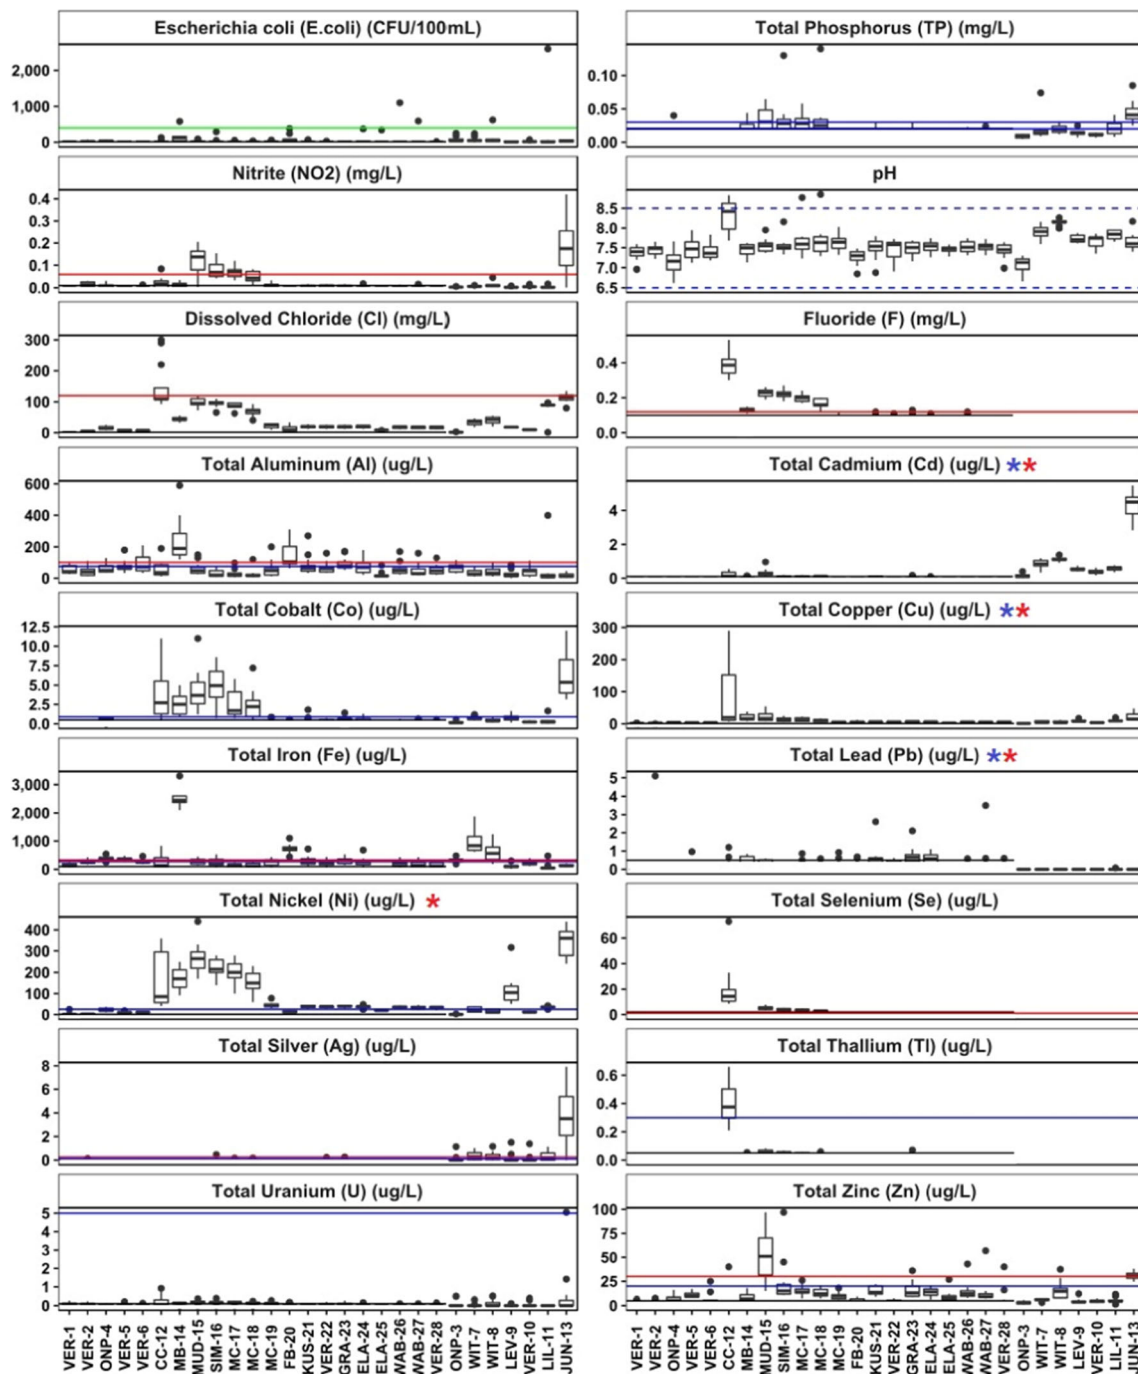 Escherichia coli (E.coli) (CFU/100mL)
2,000
1,000
0
Total Phosphorus (TP) (mg/L)
0.10
0.05
0.00
Nitrite (NO2) (mg/L)
0.4
0.3
0.2
0.1
0.0
pH
8.5
8.0
7.5
7.0
6.5
Dissolved Chloride (Cl) (mg/L)
300
200
100
0
Fluoride (F) (mg/L)
0.4
0.2
0.0
Total Aluminum (Al) (ug/L)
600
400
200
0
Total Cadmium (Cd) (ug/L) **
4
2
0
Total Cobalt (Co) (ug/L)
12.5
10.0
7.5
5.0
2.5
0.0
Total Copper (Cu) (ug/L) **
300
200
100
0
Total Iron (Fe) (ug/L)
3,000
2,000
1,000
0
Total Lead (Pb) (ug/L) **
5
4
3
2
1
0
Total Nickel (Ni) (ug/L) *
400
300
200
100
0
Total Selenium (Se) (ug/L)
60
40
20
0
Total Silver (Ag) (ug/L)
8
6
4
2
0
Total Thallium (Tl) (ug/L)
0.6
0.4
0.2
0.0
Total Uranium (U) (ug/L)
5
4
3
2
1
0
Total Zinc (Zn) (ug/L)
100
75
50
25
0
VER-1
VER-2
ONP-4
VER-5
VER-6
CC-12
MB-14
MUD-15
SIM-16
MC-17
MC-18
MC-19
FB-20
KUS-21
VER-22
GRA-23
ELA-24
ELA-25
WAB-26
WAB-27
VER-28
ONP-3
WIT-7
WIT-8
LEV-9
VER-10
LIL-11
JUN-13
VER-1
VER-2
ONP-4
VER-5
VER-6
CC-12
MB-14
MUD-15
SIM-16
MC-17
MC-18
MC-19
FB-20
KUS-21
VER-22
GRA-23
ELA-24
ELA-25
WAB-26
WAB-27
VER-28
ONP-3
WIT-7
WIT-8
LEV-9
VER-10
LIL-11
JUN-13